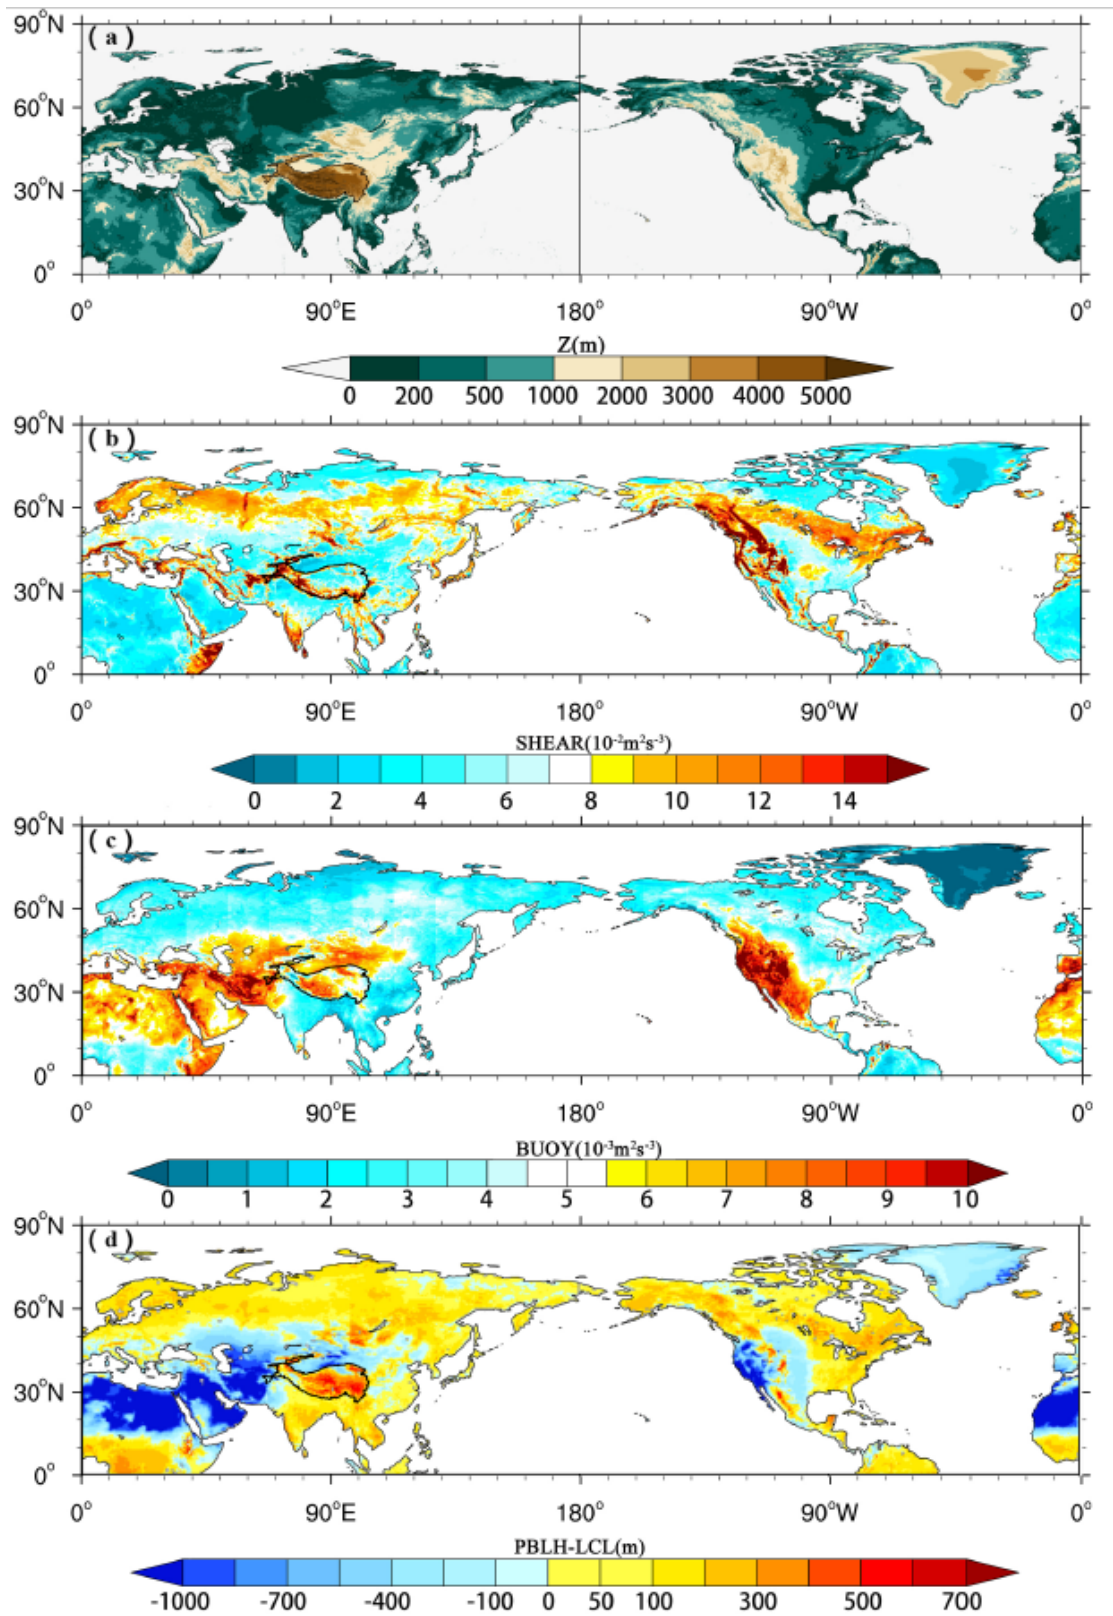 90°N
( a )
60°N
30°N
0°
0° 90°E 180° 90°W 0°
Z(m)
0 200 500 1000 2000 3000 4000 5000
90°N
( b )
60°N
30°N
0°
0° 90°E 180° 90°W 0°
SHEAR(10⁻²m²s⁻³)
0 2 4 6 8 10 12 14
90°N
( c )
60°N
30°N
0°
0° 90°E 180° 90°W 0°
BUOY(10⁻³m²s⁻³)
0 1 2 3 4 5 6 7 8 9 10
90°N
( d )
60°N
30°N
0°
0° 90°E 180° 90°W 0°
PBLH-LCL(m)
-1000 -700 -400 -100 0 50 100 300 500 700